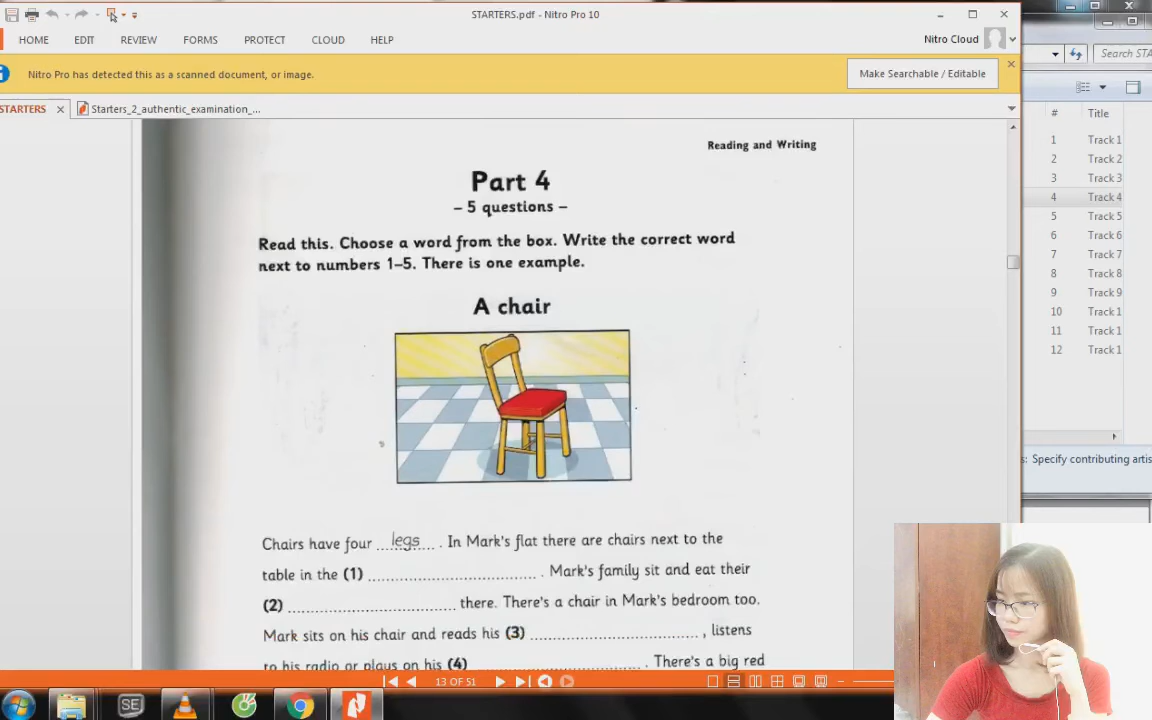 STARTERS.pdf - Nitro Pro 10
HOME EDIT REVIEW FORMS PROTECT CLOUD HELP
Nitro Cloud
Nitro Pro has detected this as a scanned document, or image.
Make Searchable / Editable
STARTERS
Starters_2_authentic_examination_...
Reading and Writing
Part 4
– 5 questions –
Read this. Choose a word from the box. Write the correct word
next to numbers 1–5. There is one example.
A chair
Chairs have four legs . In Mark's flat there are chairs next to the
table in the (1) ........................................ . Mark's family sit and eat their
(2) ........................................ there. There's a chair in Mark's bedroom too.
Mark sits on his chair and reads his (3) ........................................ , listens
to his radio or plays on his (4) ........................................ . There's a big red
13 OF 51
Search STA
# Title
1 Track 1
2 Track 2
3 Track 3
4 Track 4
5 Track 5
6 Track 6
7 Track 7
8 Track 8
9 Track 9
10 Track 1
11 Track 1
12 Track 1
s: Specify contributing artis
SE